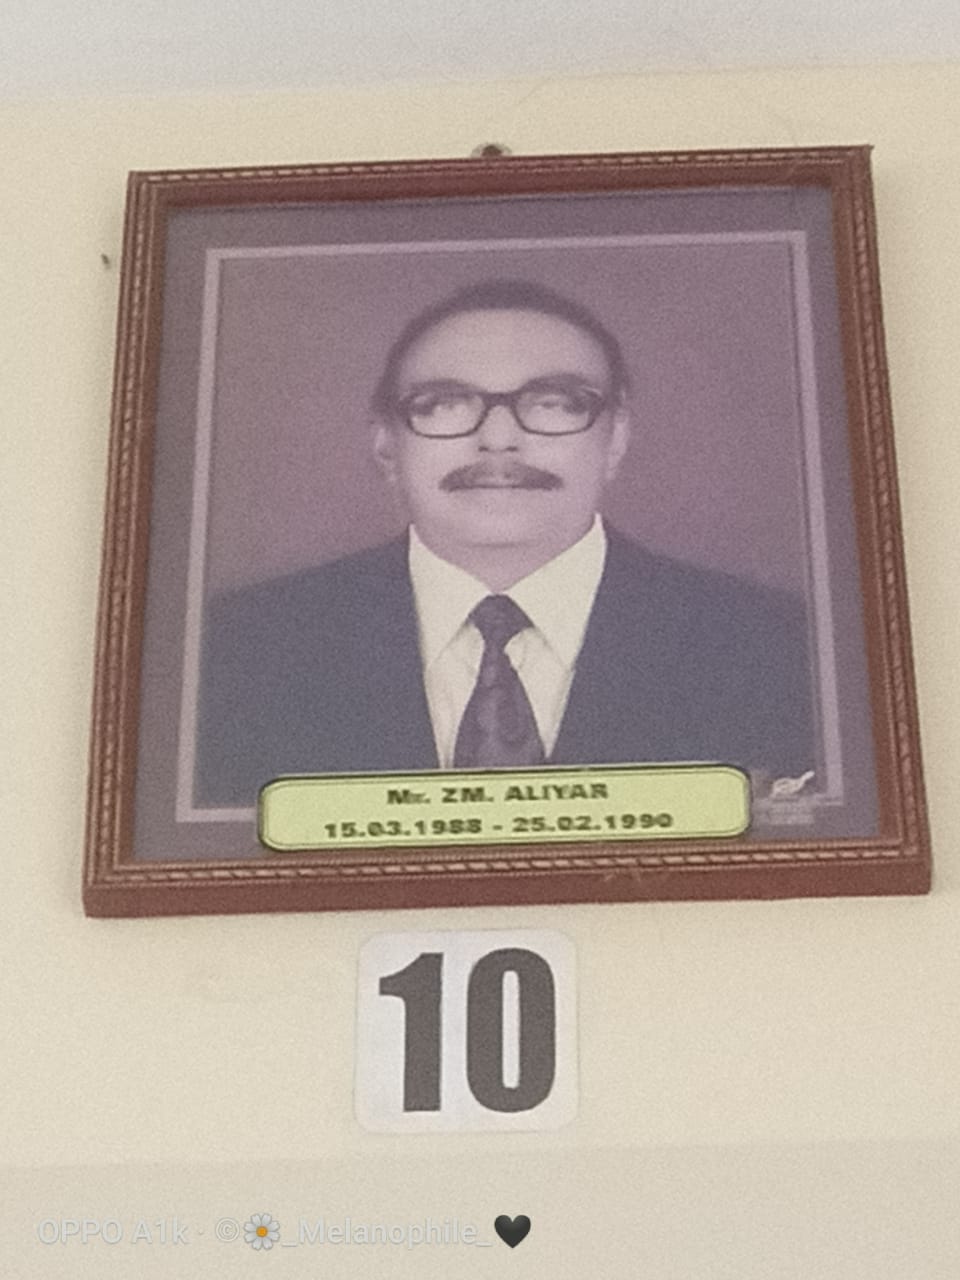 Mr. ZM. ALIYAR
15.03.1988 - 25.02.1990
10
OPPO A1k · ©🌼_Melanophile_🖤